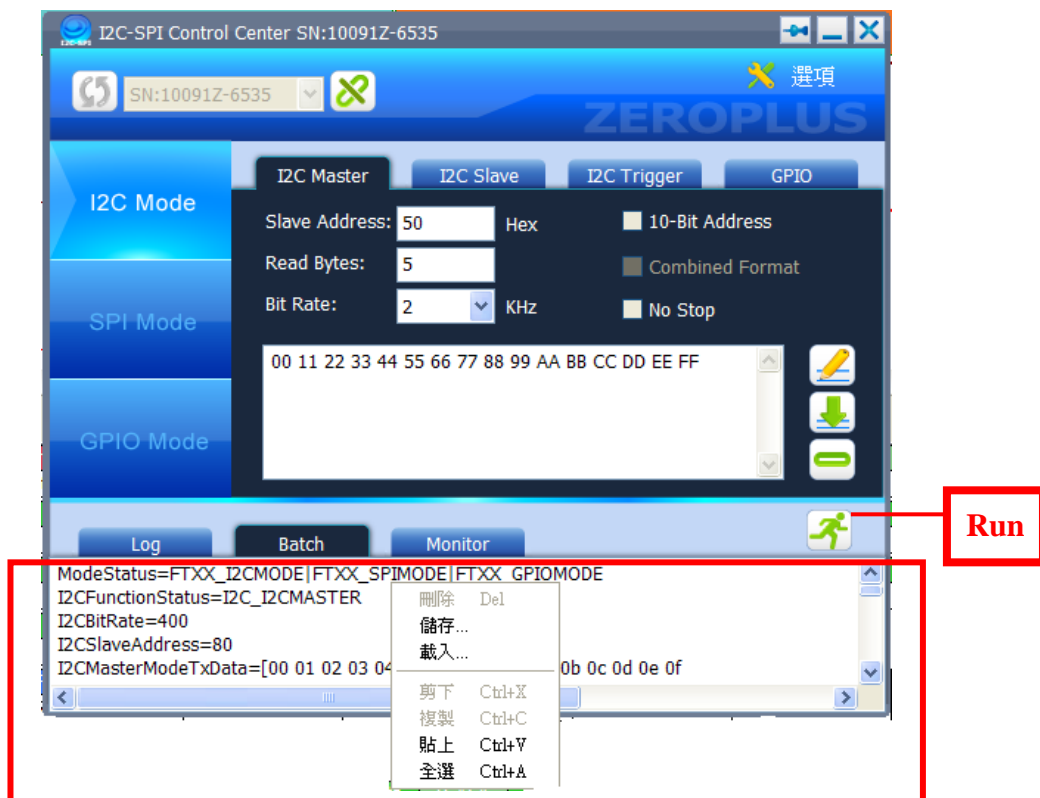 I2C-SPI Control Center SN:10091Z-6535
SN:10091Z-6535
選項
ZEROPLUS
I2C Mode
SPI Mode
GPIO Mode
I2C Master I2C Slave I2C Trigger GPIO
Slave Address: 50 Hex 10-Bit Address
Read Bytes: 5 Combined Format
Bit Rate: 2 KHz No Stop
00 11 22 33 44 55 66 77 88 99 AA BB CC DD EE FF
Run
Log Batch Monitor
ModeStatus=FTXX_I2CMODE|FTXX_SPIMODE|FTXX_GPIOMODE
I2CFunctionStatus=I2C_I2CMASTER
I2CBitRate=400
I2CSlaveAddress=80
I2CMasterModeTxData=[00 01 02 03 04 0b 0c 0d 0e 0f
刪除 Del
儲存...
載入...
剪下 Ctrl+X
複製 Ctrl+C
貼上 Ctrl+V
全選 Ctrl+A